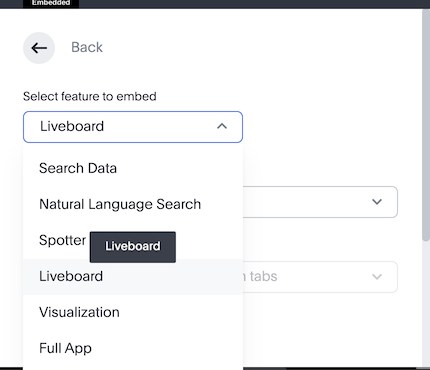 Embedded
Back
Select feature to embed
Liveboard
Search Data
Natural Language Search
Spotter
Liveboard
Liveboard
tabs
Visualization
Full App